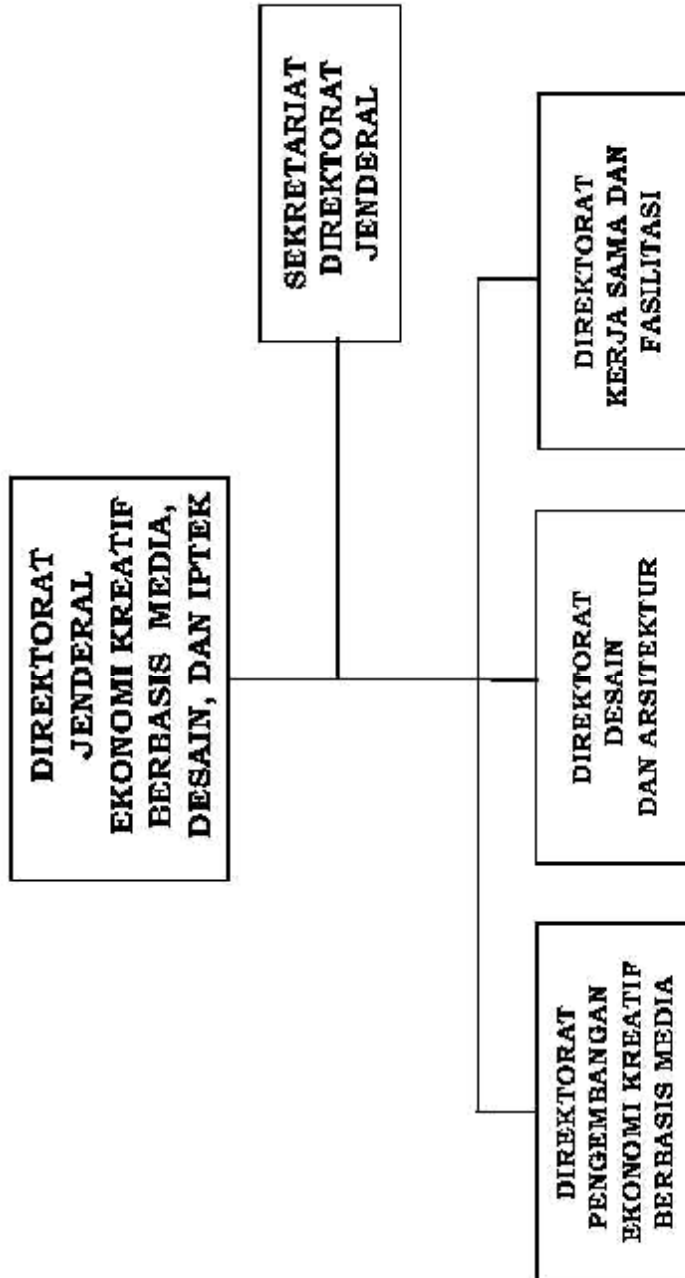 DIREKTORAT
JENDERAL
EKONOMI KREATIF
BERBASIS MEDIA,
DESAIN, DAN IPTEK
SEKRETARIAT
DIREKTORAT
JENDERAL
DIREKTORAT
PENGEMBANGAN
EKONOMI KREATIF
BERBASIS MEDIA
DIREKTORAT
DESAIN
DAN ARSITEKTUR
DIREKTORAT
KERJA SAMA DAN
FASILITASI